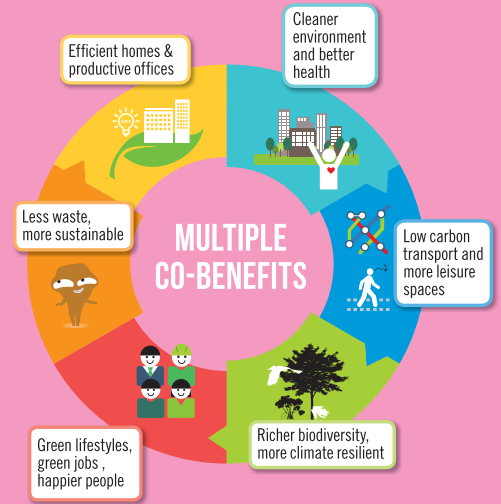 Cleaner
environment
and better
health
Efficient homes &
productive offices
Less waste,
more sustainable
MULTIPLE
CO-BENEFITS
Low carbon
transport and
more leisure
spaces
Richer biodiversity,
more climate resilient
Green lifestyles,
green jobs ,
happier people